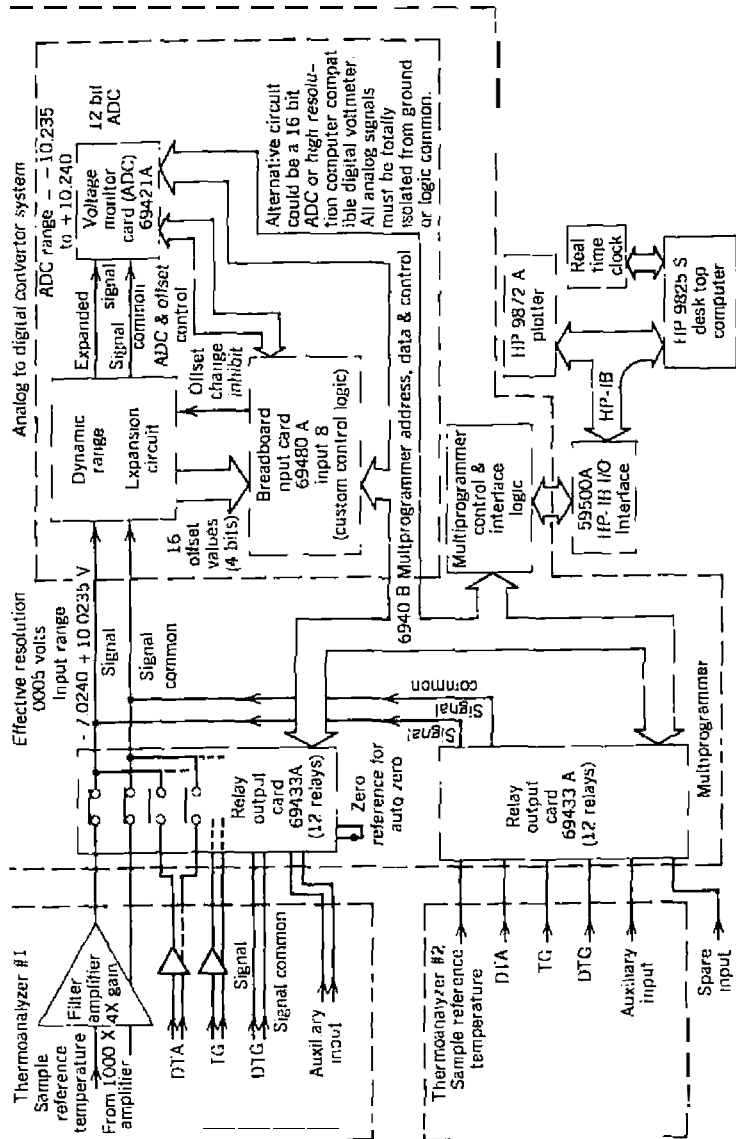 Analog to digital convertor system
ADC range - - 10.235
to + 10.240
12 bit
ADC
Voltage
monitor
card (ADC)
69421A
Expanded
signal
Signal
common
ADC & offset
control
Dynamic
range
Expansion
circuit
Offset
change
inhibit
16
offset
values
(4 bits)
Breadboard
input card
69480 A
input 8
(custom control logic)
Alternative circuit
could be a 16 bit
ADC or high resolu-
tion computer compat
ible digital voltmeter.
All analog signals
must be totally
isolated from ground
or logic common.
Effective resolution
0005 volts
Input range
- 7.0240 + 10.0235 V
Signal
Signal
common
6940 B Multiprogrammer address, data & control
Signal
Signal
common
Relay
output
card
69433A
(12 relays)
Zero
reference for
auto zero
Relay
output card
69433 A
(12 relays)
Multiprogrammer
Multiprogrammer
control &
interface
logic
59500A
HP-IB I/O
Interface
HP-IB
HP 9872 A
plotter
Real
time
clock
HP 9825 S
desk top
computer
Thermoanalyzer #1
Sample
reference
temperature
From 1000 X
amplifier
Filter
amplifier
4X gain
DTA
TG
DTG
Signal
Signal common
Auxiliary
input
Thermoanalyzer #2
Sample reference
temperature
DTA
TG
DTG
Auxiliary
input
Spare
input